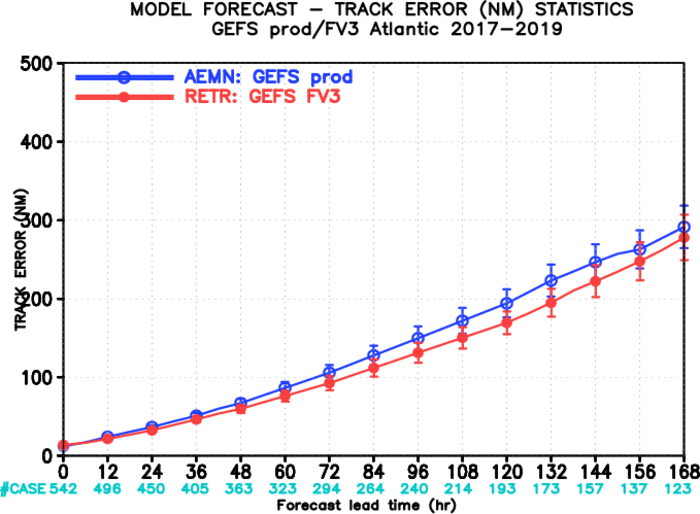 MODEL FORECAST – TRACK ERROR (NM) STATISTICS
GEFS prod/FV3 Atlantic 2017–2019
AEMN: GEFS prod
RETR: GEFS FV3
TRACK ERROR (NM)
500
400
300
200
100
0
0 12 24 36 48 60 72 84 96 108 120 132 144 156 168
#CASE 542 496 450 405 363 323 294 264 240 214 193 173 157 137 123
Forecast lead time (hr)